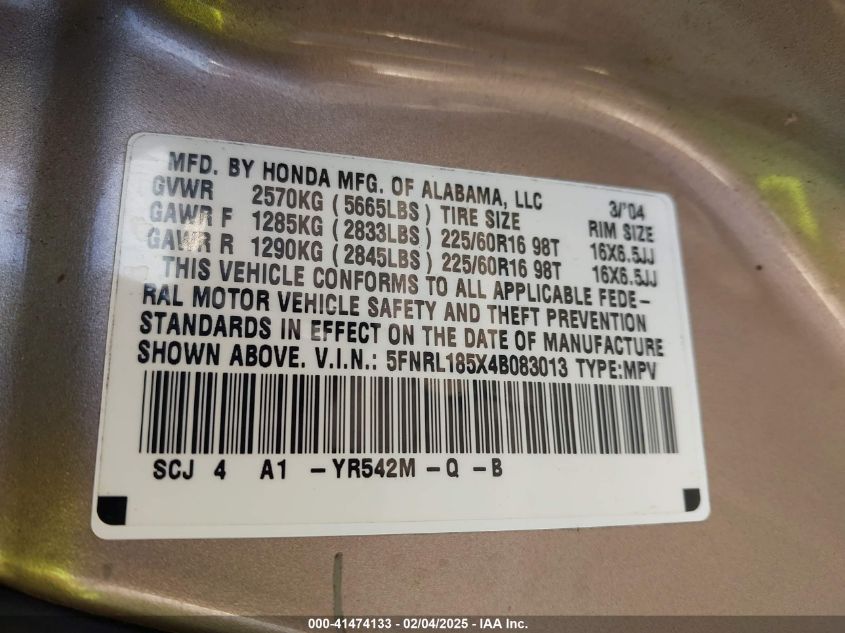 MFD. BY HONDA MFG. OF ALABAMA, LLC 3/'04
GVWR 2570KG ( 5665LBS ) TIRE SIZE RIM SIZE
GAWR F 1285KG ( 2833LBS ) 225/60R16 98T 16X6.5JJ
GAWR R 1290KG ( 2845LBS ) 225/60R16 98T 16X6.5JJ
THIS VEHICLE CONFORMS TO ALL APPLICABLE FEDE-
RAL MOTOR VEHICLE SAFETY AND THEFT PREVENTION
STANDARDS IN EFFECT ON THE DATE OF MANUFACTURE
SHOWN ABOVE. V.I.N.: 5FNRL185X4B083013 TYPE:MPV
SCJ 4 A1 -YR542M -Q -B
000-41474133 - 02/04/2025 - IAA Inc.